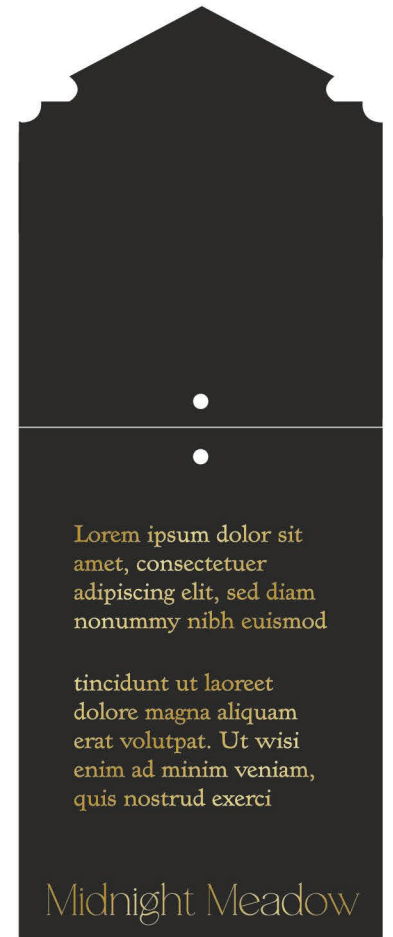 Lorem ipsum dolor sit
amet, consectetuer
adipiscing elit, sed diam
nonummy nibh euismod
tincidunt ut laoreet
dolore magna aliquam
erat volutpat. Ut wisi
enim ad minim veniam,
quis nostrud exerci
Midnight Meadow